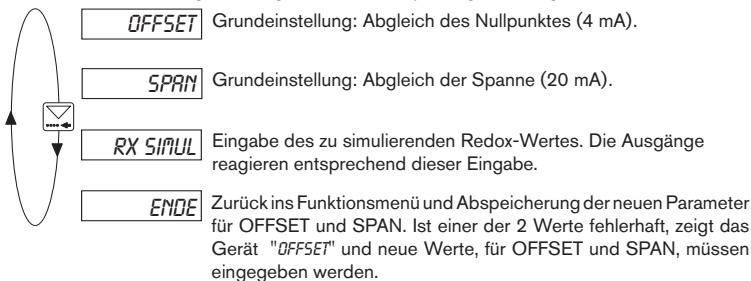 OFFSET Grundeinstellung: Abgleich des Nullpunktes (4 mA).
SPAN Grundeinstellung: Abgleich der Spanne (20 mA).
RX SIMUL Eingabe des zu simulierenden Redox-Wertes. Die Ausgänge
reagieren entsprechend dieser Eingabe.
ENDE Zurück ins Funktionsmenü und Abspeicherung der neuen Parameter
für OFFSET und SPAN. Ist einer der 2 Werte fehlerhaft, zeigt das
Gerät "OFFSET" und neue Werte, für OFFSET und SPAN, müssen
eingegeben werden.